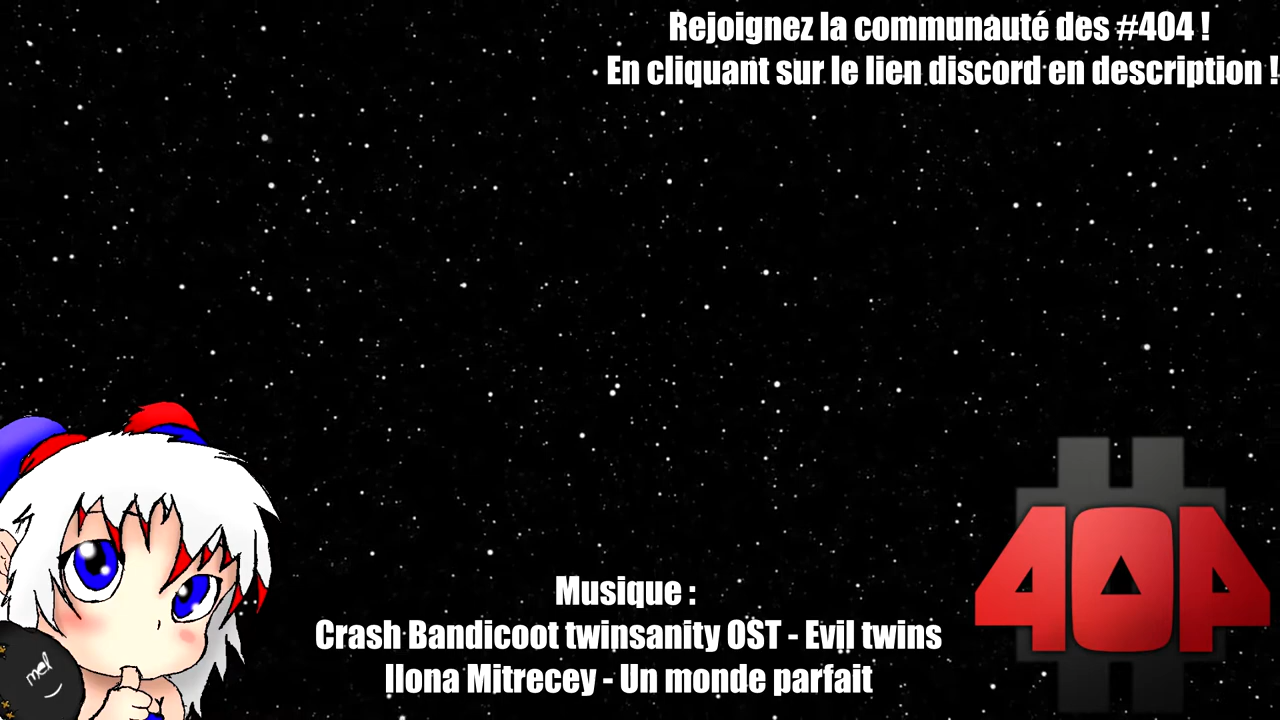 Rejoignez la communauté des #404 !
En cliquant sur le lien discord en description !
#404
mel
Musique :
Crash Bandicoot twinsanity OST - Evil twins
Ilona Mitrecey - Un monde parfait